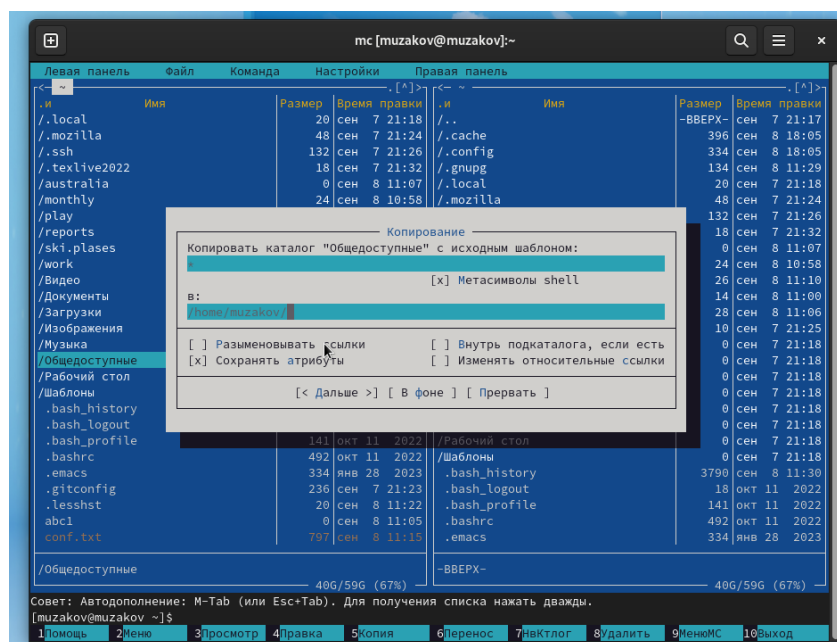 mc [muzakov@muzakov]:~
Левая панель Файл Команда Настройки Правая панель
<— ~ .[^]> <— ~ .[^]>
.и Имя Размер Время правки .и Имя Размер Время правки
/.local 20 сен 7 21:18 /.. -ВВЕРХ- сен 7 21:17
/.mozilla 48 сен 7 21:24 /.cache 396 сен 8 18:05
/.ssh 132 сен 7 21:26 /.config 334 сен 8 18:05
/.texlive2022 18 сен 7 21:32 /.gnupg 134 сен 8 11:29
/australia 0 сен 8 11:07 /.local 20 сен 7 21:18
/monthly 24 сен 8 10:58 /.mozilla 48 сен 7 21:24
/play 132 сен 7 21:26
/reports 18 сен 7 21:32
/ski.plases 0 сен 8 11:07
/work 24 сен 8 10:58
/Видео 26 сен 8 11:10
/Документы 14 сен 8 11:00
/Загрузки 28 сен 8 11:06
/Изображения 10 сен 7 21:25
/Музыка 0 сен 7 21:18
/Общедоступные 0 сен 7 21:18
/Рабочий стол 0 сен 7 21:18
/Шаблоны 0 сен 7 21:18
Копирование
Копировать каталог "Общедоступные" с исходным шаблоном:
*
[x] Метасимволы shell
в:
/home/muzakov/
[ ] Разыменовывать ссылки [ ] Внутрь подкаталога, если есть
[x] Сохранять атрибуты [ ] Изменять относительные ссылки
[< Дальше >] [ В фоне ] [ Прервать ]
.bash_history 0 сен 7 21:18
.bash_logout 0 сен 7 21:18
.bash_profile 141 окт 11 2022 /Рабочий стол 0 сен 7 21:18
.bashrc 492 окт 11 2022 /Шаблоны 0 сен 7 21:18
.emacs 334 янв 28 2023 .bash_history 3790 сен 8 11:30
.gitconfig 236 сен 7 21:23 .bash_logout 18 окт 11 2022
.lesshst 20 сен 8 11:22 .bash_profile 141 окт 11 2022
abc1 0 сен 8 11:05 .bashrc 492 окт 11 2022
conf.txt 797 сен 8 11:15 .emacs 334 янв 28 2023
/Общедоступные -ВВЕРХ-
40G/59G (67%) 40G/59G (67%)
Совет: Автодополнение: M-Tab (или Esc+Tab). Для получения списка нажать дважды.
[muzakov@muzakov ~]$
1Помощь 2Меню 3Просмотр 4Правка 5Копия 6Перенос 7НвКтлог 8Удалить 9МенюMC 10Выход